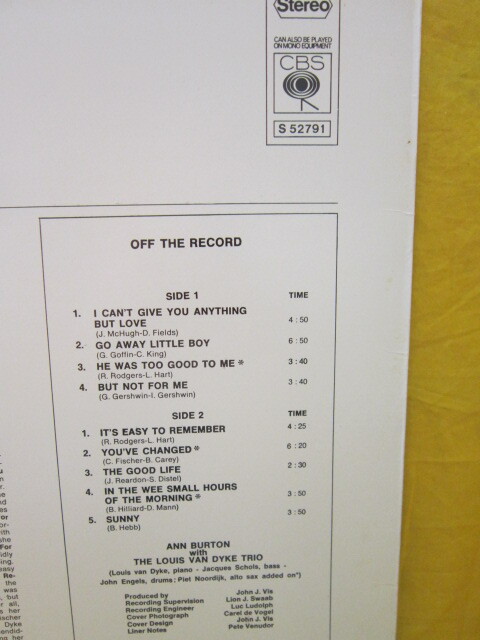 Stereo
CAN ALSO BE PLAYED
ON MONO EQUIPMENT
CBS
S 52791
OFF THE RECORD
SIDE 1 TIME
1. I CAN'T GIVE YOU ANYTHING
BUT LOVE 4:50
(J. McHugh-D. Fields)
2. GO AWAY LITTLE BOY 6:50
(G. Goffin-C. King)
3. HE WAS TOO GOOD TO ME* 3:40
(R. Rodgers-L. Hart)
4. BUT NOT FOR ME 3:40
(G. Gershwin-I. Gershwin)
SIDE 2 TIME
1. IT'S EASY TO REMEMBER 4:25
(R. Rodgers-L. Hart)
2. YOU'VE CHANGED* 6:20
(C. Fischer-B. Carey)
3. THE GOOD LIFE 2:30
(J. Reardon-S. Distel)
4. IN THE WEE SMALL HOURS
OF THE MORNING* 3:50
(B. Hilliard-D. Mann)
5. SUNNY 3:50
(B. Hebb)
ANN BURTON
with
THE LOUIS VAN DYKE TRIO
(Louis van Dyke, piano - Jacques Schols, bass -
John Engels, drums: Piet Noordijk, alto sax added on*)
Produced by John J. Vis
Recording Supervision Lion J. Swaab
Recording Engineer Luc Ludolph
Cover Photograph Carel de Vogel
Cover Design John J. Vis
Liner Notes Pete Venudor